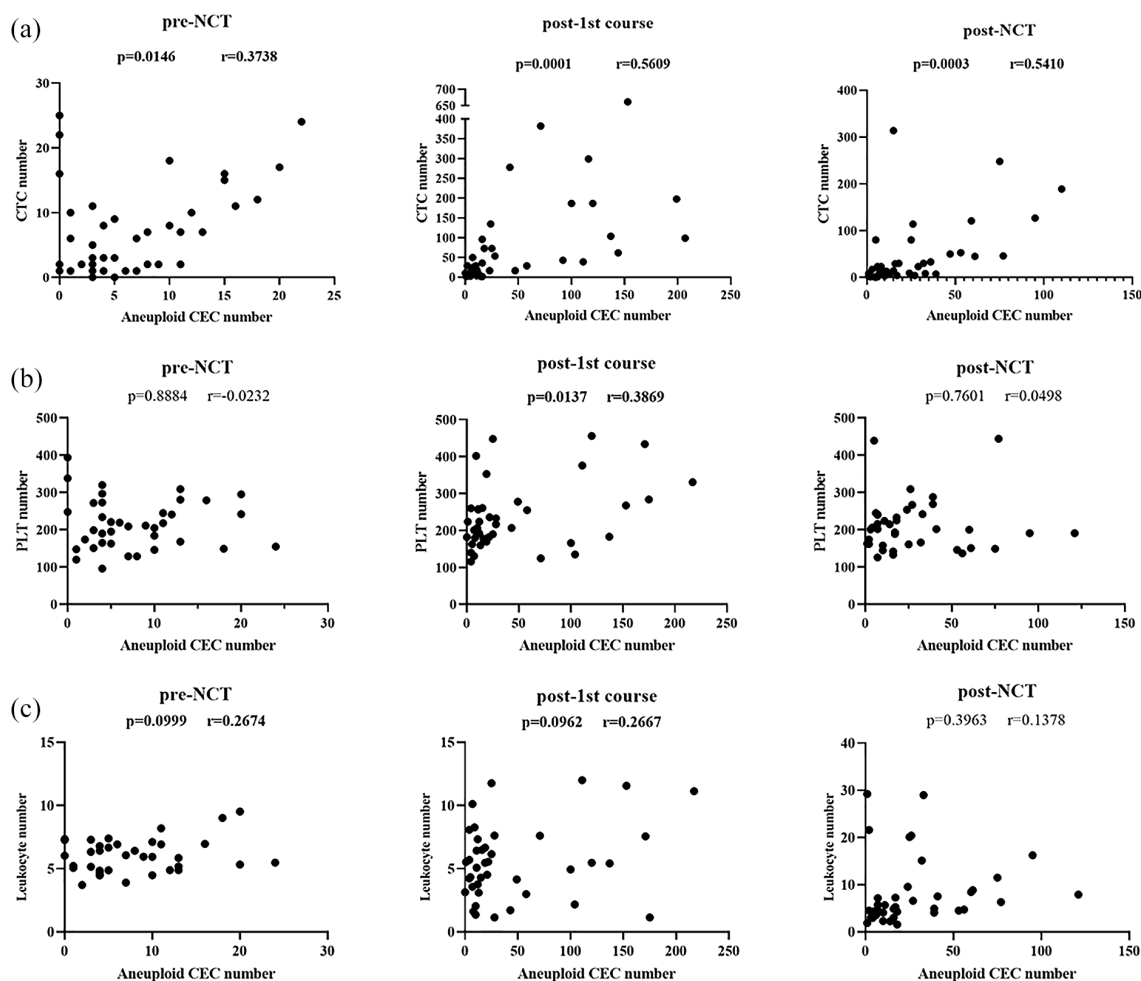 (a)
pre-NCT
p=0.0146 r=0.3738
30
20
10
0
CTC number
0 5 10 15 20 25
Aneuploid CEC number
post-1st course
p=0.0001 r=0.5609
700
650
400
350
300
250
200
150
100
50
0
CTC number
0 50 100 150 200 250
Aneuploid CEC number
post-NCT
p=0.0003 r=0.5410
400
300
200
100
0
CTC number
0 50 100 150
Aneuploid CEC number
(b)
pre-NCT
p=0.8884 r=-0.0232
500
400
300
200
100
0
PLT number
0 10 20 30
Aneuploid CEC number
post-1st course
p=0.0137 r=0.3869
500
400
300
200
100
0
PLT number
0 50 100 150 200 250
Aneuploid CEC number
post-NCT
p=0.7601 r=0.0498
500
400
300
200
100
0
PLT number
0 50 100 150
Aneuploid CEC number
(c)
pre-NCT
p=0.0999 r=0.2674
15
10
5
0
Leukocyte number
0 10 20 30
Aneuploid CEC number
post-1st course
p=0.0962 r=0.2667
15
10
5
0
Leukocyte number
0 50 100 150 200 250
Aneuploid CEC number
post-NCT
p=0.3963 r=0.1378
40
30
20
10
0
Leukocyte number
0 50 100 150
Aneuploid CEC number